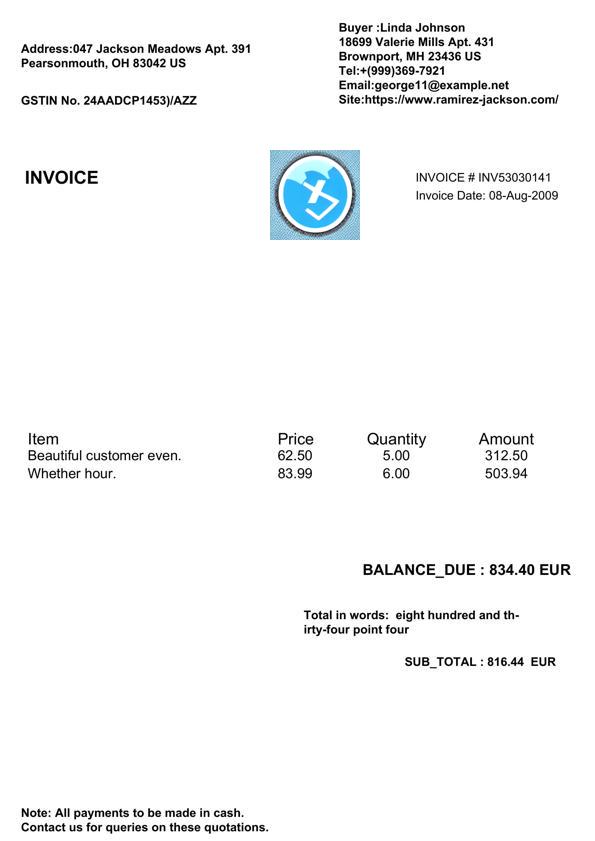 Address:047 Jackson Meadows Apt. 391
Pearsonmouth, OH 83042 US
GSTIN No. 24AADCP1453)/AZZ
Buyer :Linda Johnson
18699 Valerie Mills Apt. 431
Brownport, MH 23436 US
Tel:+(999)369-7921
Email:george11@example.net
Site:https://www.ramirez-jackson.com/
INVOICE
INVOICE # INV53030141
Invoice Date: 08-Aug-2009
Item Price Quantity Amount
Beautiful customer even. 62.50 5.00 312.50
Whether hour. 83.99 6.00 503.94
BALANCE_DUE : 834.40 EUR
Total in words: eight hundred and th-
irty-four point four
SUB_TOTAL : 816.44 EUR
Note: All payments to be made in cash.
Contact us for queries on these quotations.